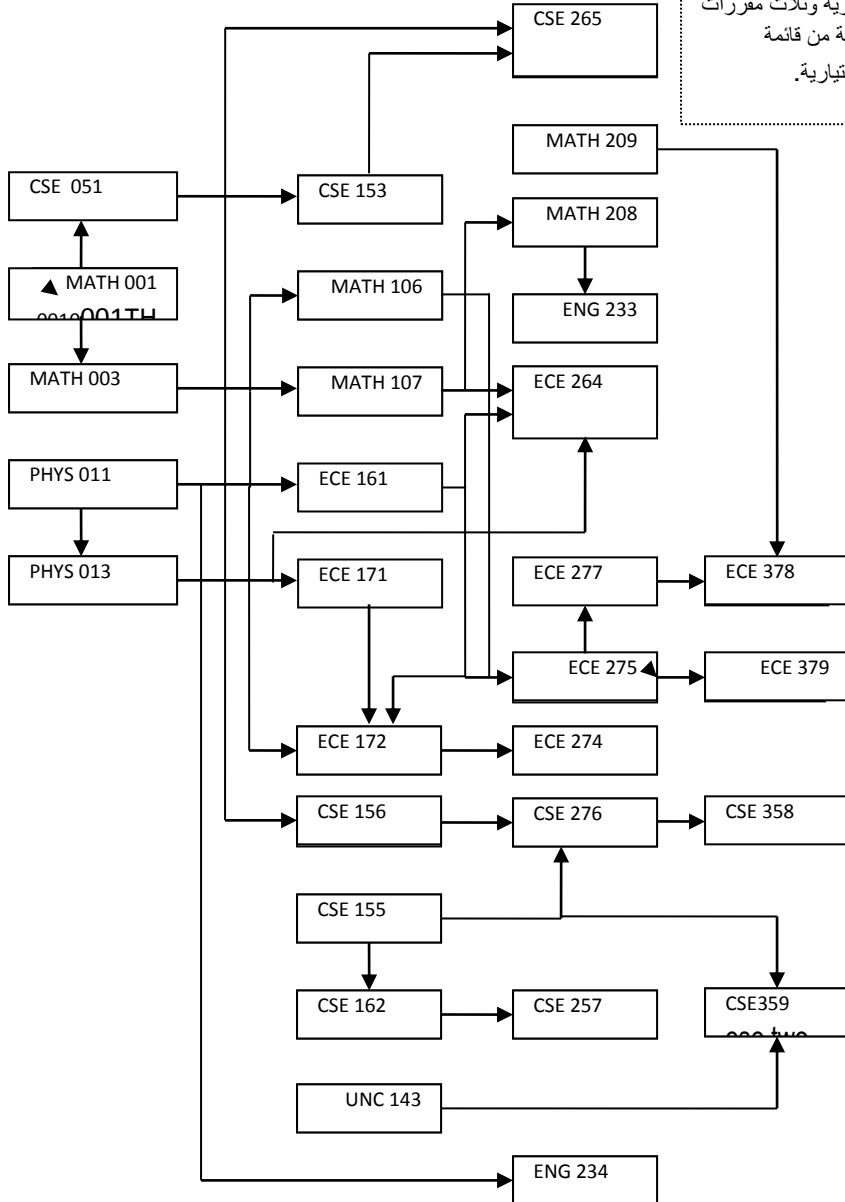 وثلاث مقررات
من قائمة
CSE 265
MATH 209
CSE 051
CSE 153
MATH 208
MATH 001
001TH
MATH 106
ENG 233
MATH 003
MATH 107
ECE 264
PHYS 011
ECE 161
PHYS 013
ECE 171
ECE 277
ECE 378
ECE 275
ECE 379
ECE 172
ECE 274
CSE 156
CSE 276
CSE 358
CSE 155
CSE 162
CSE 257
CSE359
UNC 143
ENG 234